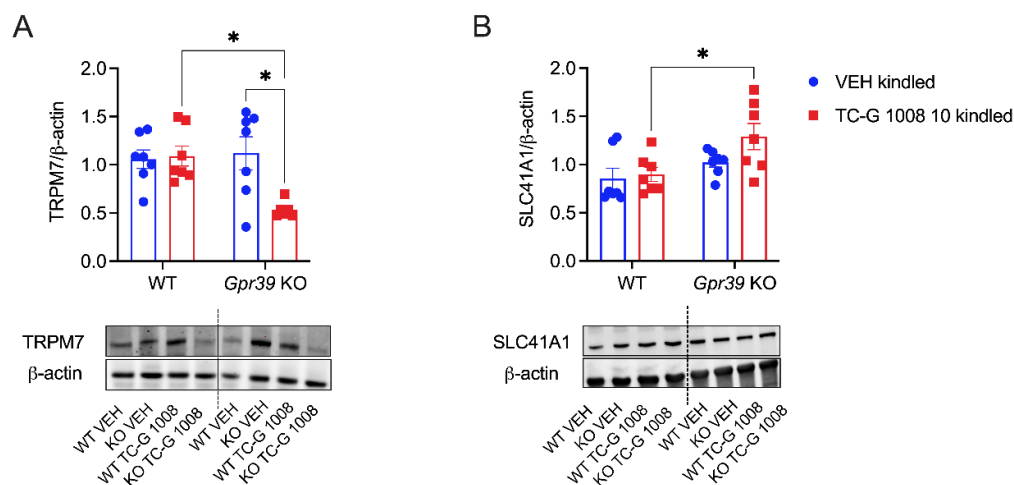 A
*
*
2.0
1.5
1.0
0.5
0.0
TRPM7/β-actin
WT
Gpr39 KO
TRPM7
β-actin
WT VEH
KO VEH
WT TC-G 1008
KO TC-G 1008
WT VEH
KO VEH
WT TC-G 1008
KO TC-G 1008
B
*
2.0
1.5
1.0
0.5
0.0
SLC41A1/β-actin
WT
Gpr39 KO
VEH kindled
TC-G 1008 10 kindled
SLC41A1
β-actin
WT VEH
KO VEH
WT TC-G 1008
KO TC-G 1008
WT VEH
KO VEH
WT TC-G 1008
KO TC-G 1008